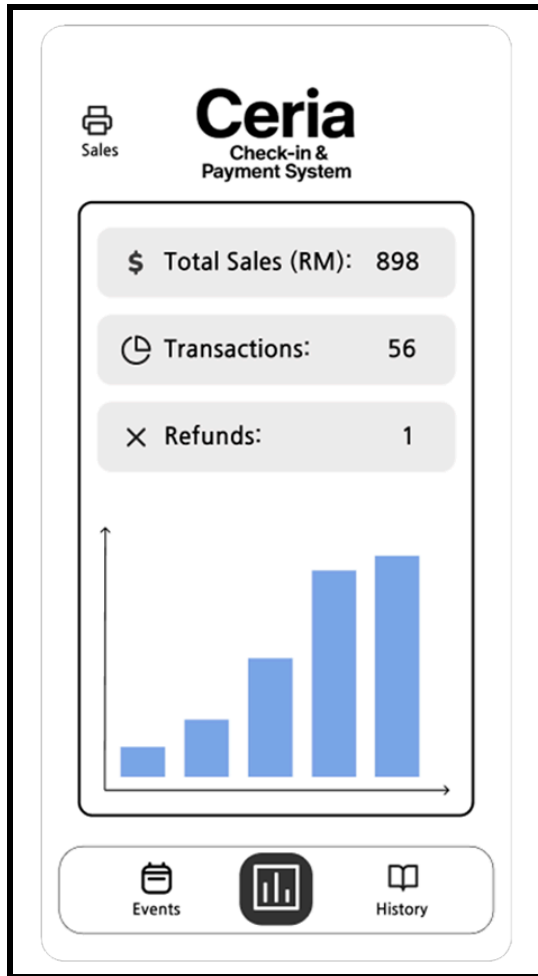 Ceria
Check-in &
Payment System
Sales
$ Total Sales (RM): 898
Transactions: 56
Refunds: 1
Events
History